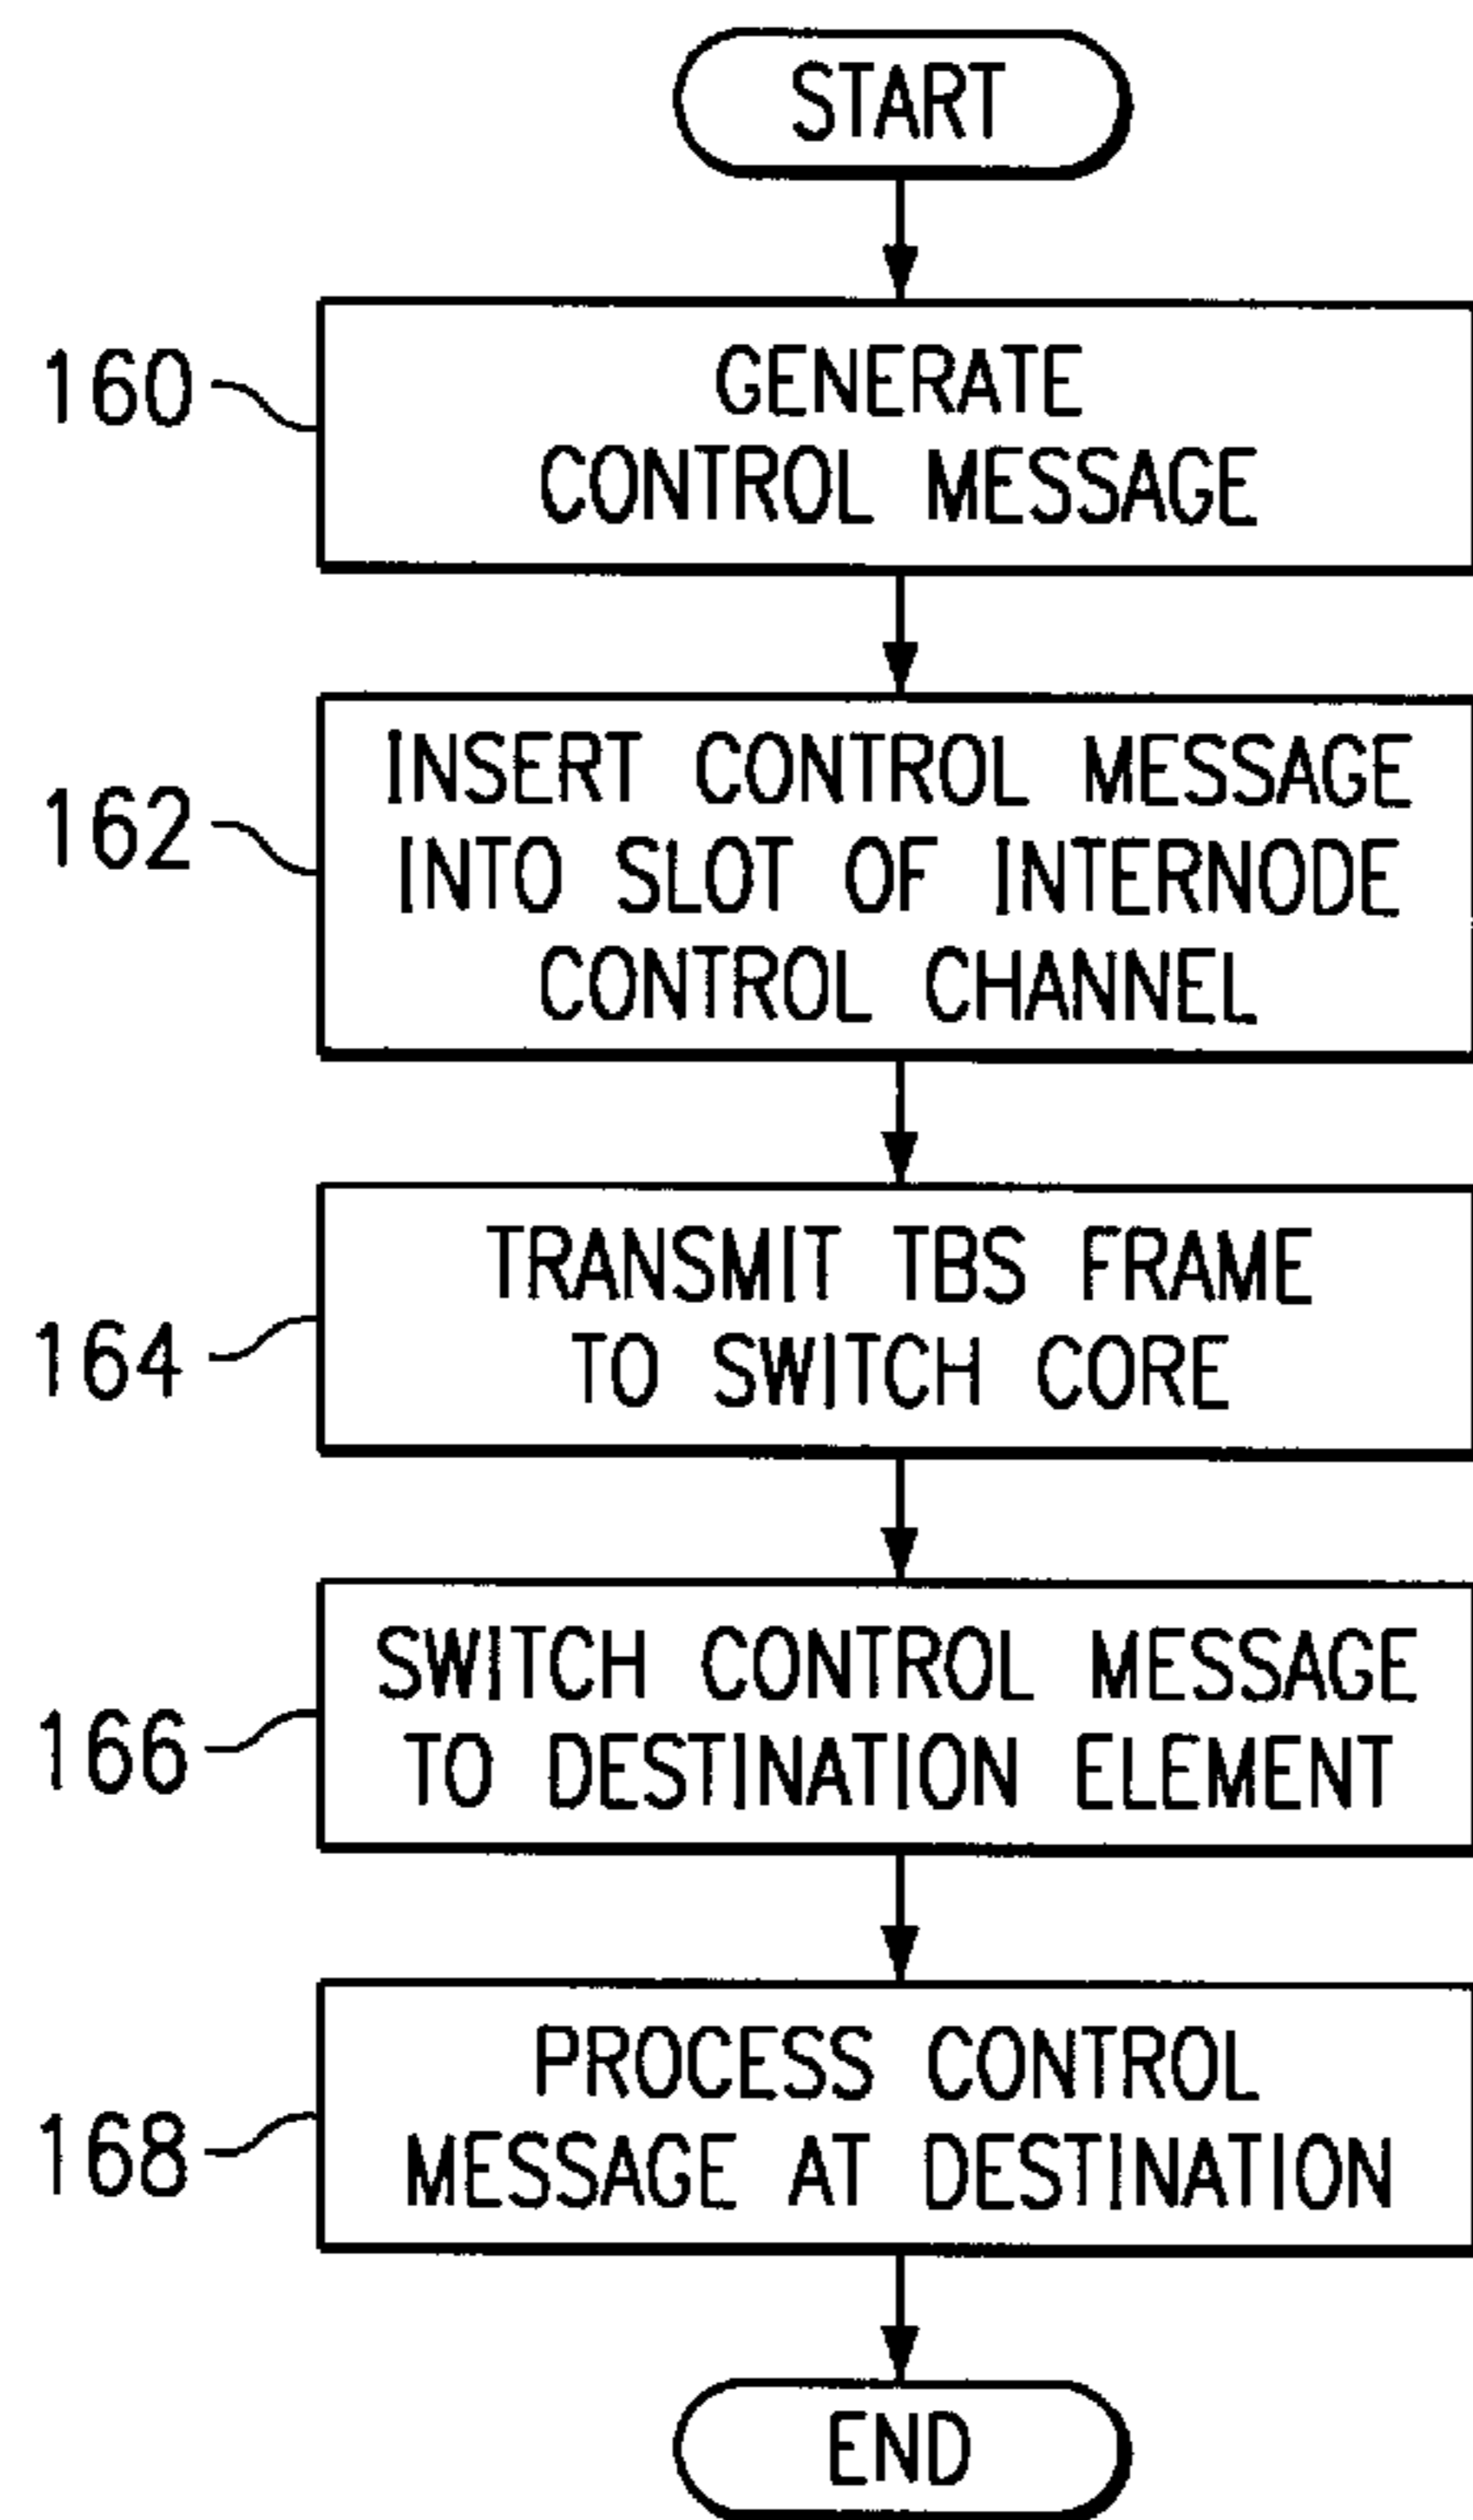 START
160
GENERATE
CONTROL MESSAGE
162
INSERT CONTROL MESSAGE
INTO SLOT OF INTERNODE
CONTROL CHANNEL
164
TRANSMIT TBS FRAME
TO SWITCH CORE
166
SWITCH CONTROL MESSAGE
TO DESTINATION ELEMENT
168
PROCESS CONTROL
MESSAGE AT DESTINATION
END